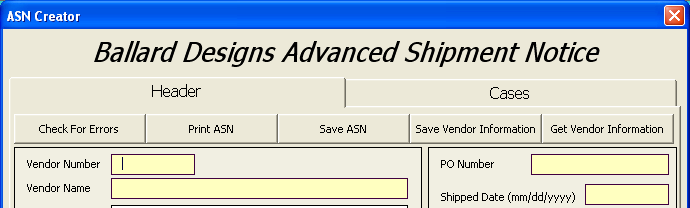 ASN Creator
Ballard Designs Advanced Shipment Notice
Header Cases
Check For Errors Print ASN Save ASN Save Vendor Information Get Vendor Information
Vendor Number PO Number
Vendor Name Shipped Date (mm/dd/yyyy)